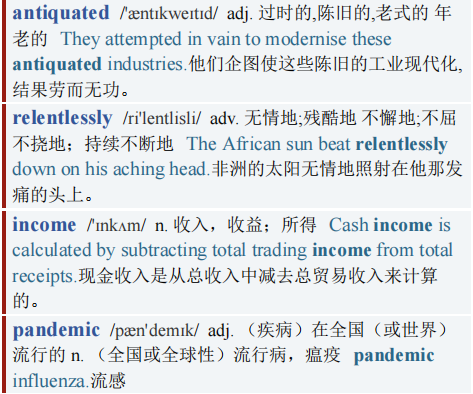 antiquated /'æntɪkweɪtɪd/ adj. 过时的,陈旧的,老式的 年
老的 They attempted in vain to modernise these
antiquated industries.他们企图使这些陈旧的工业现代化,
结果劳而无功。
relentlessly /ri'lentlisli/ adv. 无情地;残酷地 不懈地;不屈
不挠地；持续不断地 The African sun beat relentlessly
down on his aching head.非洲的太阳无情地照射在他那发
痛的头上。
income /'ɪnkʌm/ n. 收入，收益；所得 Cash income is
calculated by subtracting total trading income from total
receipts.现金收入是从总收入中减去总贸易收入来计算
的。
pandemic /pæn'demɪk/ adj. （疾病）在全国（或世界）
流行的 n. （全国或全球性）流行病，瘟疫 pandemic
influenza.流感